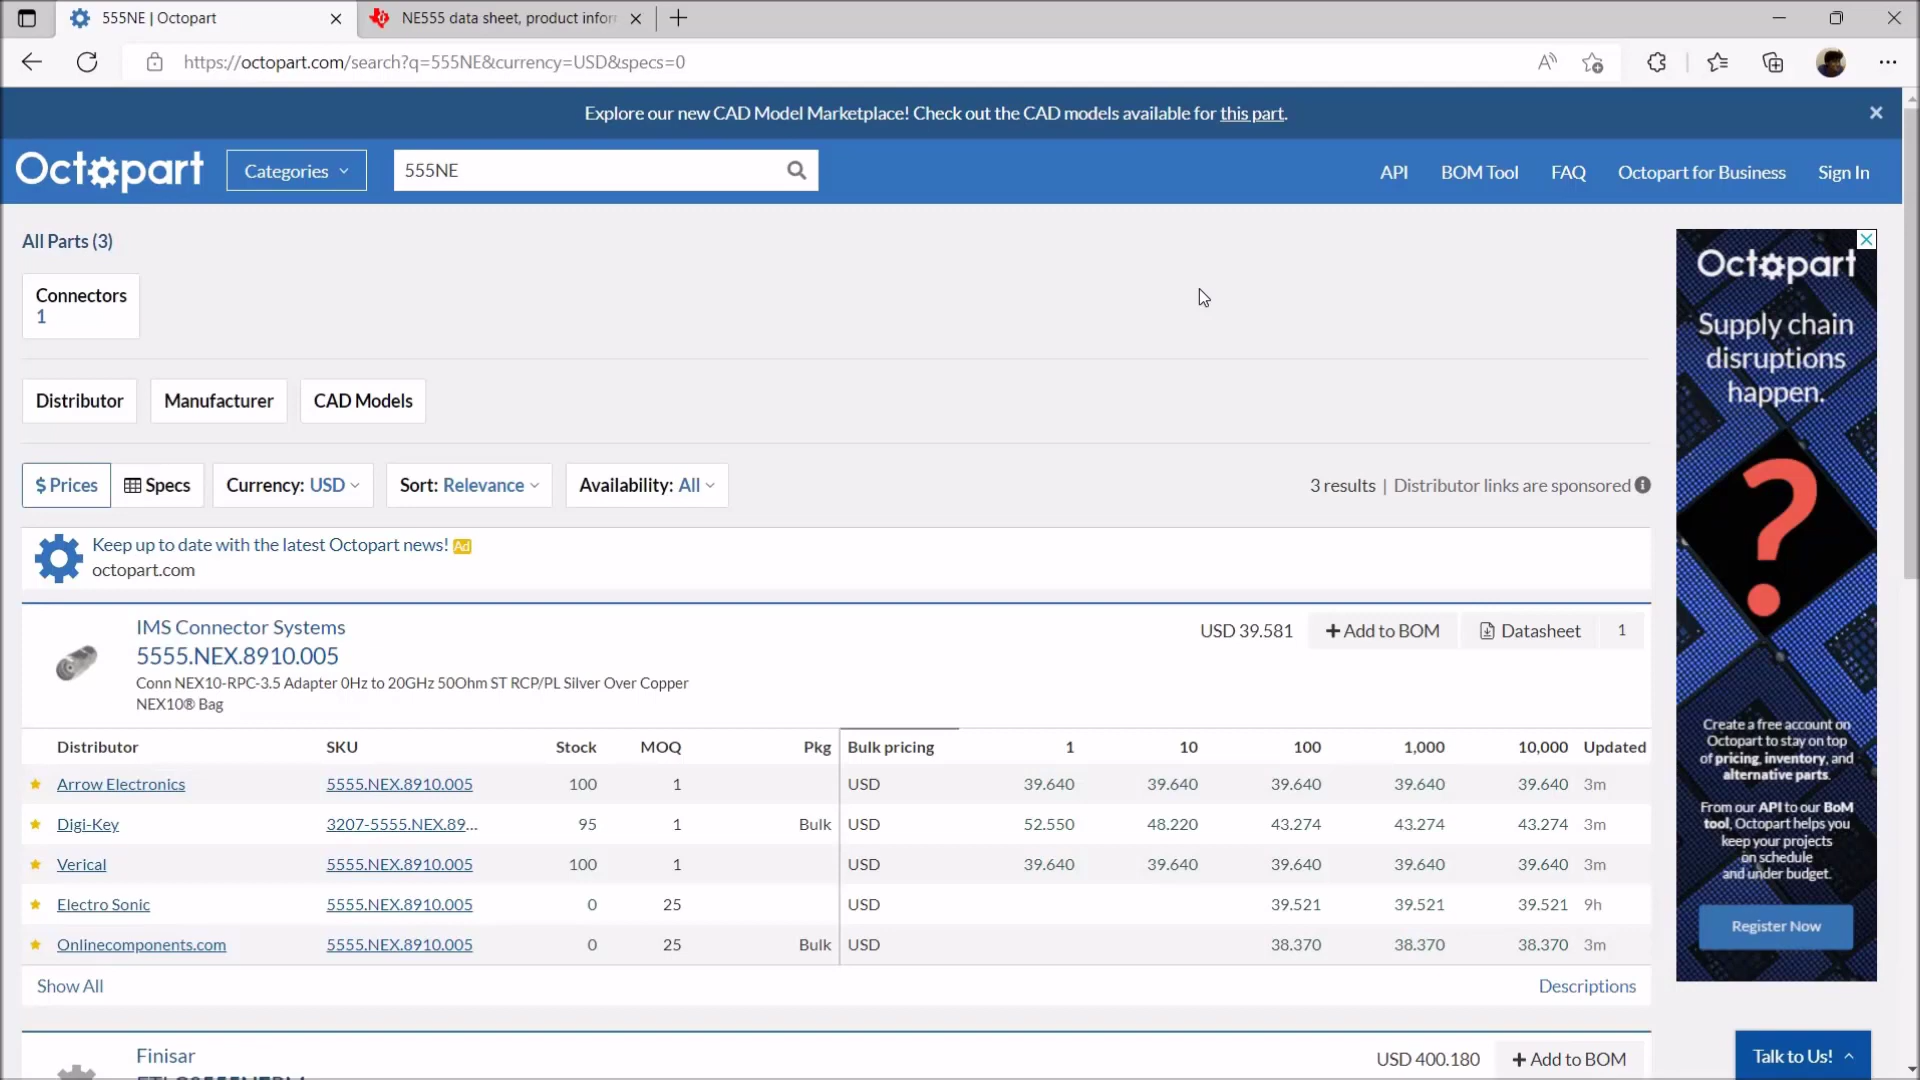 555NE | Octopart
NE555 data sheet, product infor
https://octopart.com/search?q=555NE&currency=USD&specs=0
Explore our new CAD Model Marketplace! Check out the CAD models available for this part.
Octopart
Categories
555NE
API
BOM Tool
FAQ
Octopart for Business
Sign In
All Parts (3)
Connectors
1
Distributor
Manufacturer
CAD Models
$ Prices
Specs
Currency: USD
Sort: Relevance
Availability: All
3 results | Distributor links are sponsored
Keep up to date with the latest Octopart news! Ad
octopart.com
IMS Connector Systems
5555.NEX.8910.005
Conn NEX10-RPC-3.5 Adapter 0Hz to 20GHz 50Ohm ST RCP/PL Silver Over Copper
NEX10® Bag
USD 39.581
+ Add to BOM
Datasheet
1
Distributor SKU Stock MOQ Pkg Bulk pricing 1 10 100 1,000 10,000 Updated
Arrow Electronics 5555.NEX.8910.005 100 1 USD 39.640 39.640 39.640 39.640 39.640 3m
Digi-Key 3207-5555.NEX.89... 95 1 Bulk USD 52.550 48.220 43.274 43.274 43.274 3m
Verical 5555.NEX.8910.005 100 1 USD 39.640 39.640 39.640 39.640 39.640 3m
Electro Sonic 5555.NEX.8910.005 0 25 USD 39.521 39.521 39.521 9h
Onlinecomponents.com 5555.NEX.8910.005 0 25 Bulk USD 38.370 38.370 38.370 3m
Show All
Descriptions
Finisar
USD 400.180
+ Add to BOM
Octopart
Supply chain
disruptions
happen.
?
Create a free account on
Octopart to stay on top
of pricing, inventory, and
alternative parts.
From our API to our BoM
tool, Octopart helps you
keep your projects
on schedule
and under budget.
Register Now
Talk to Us!